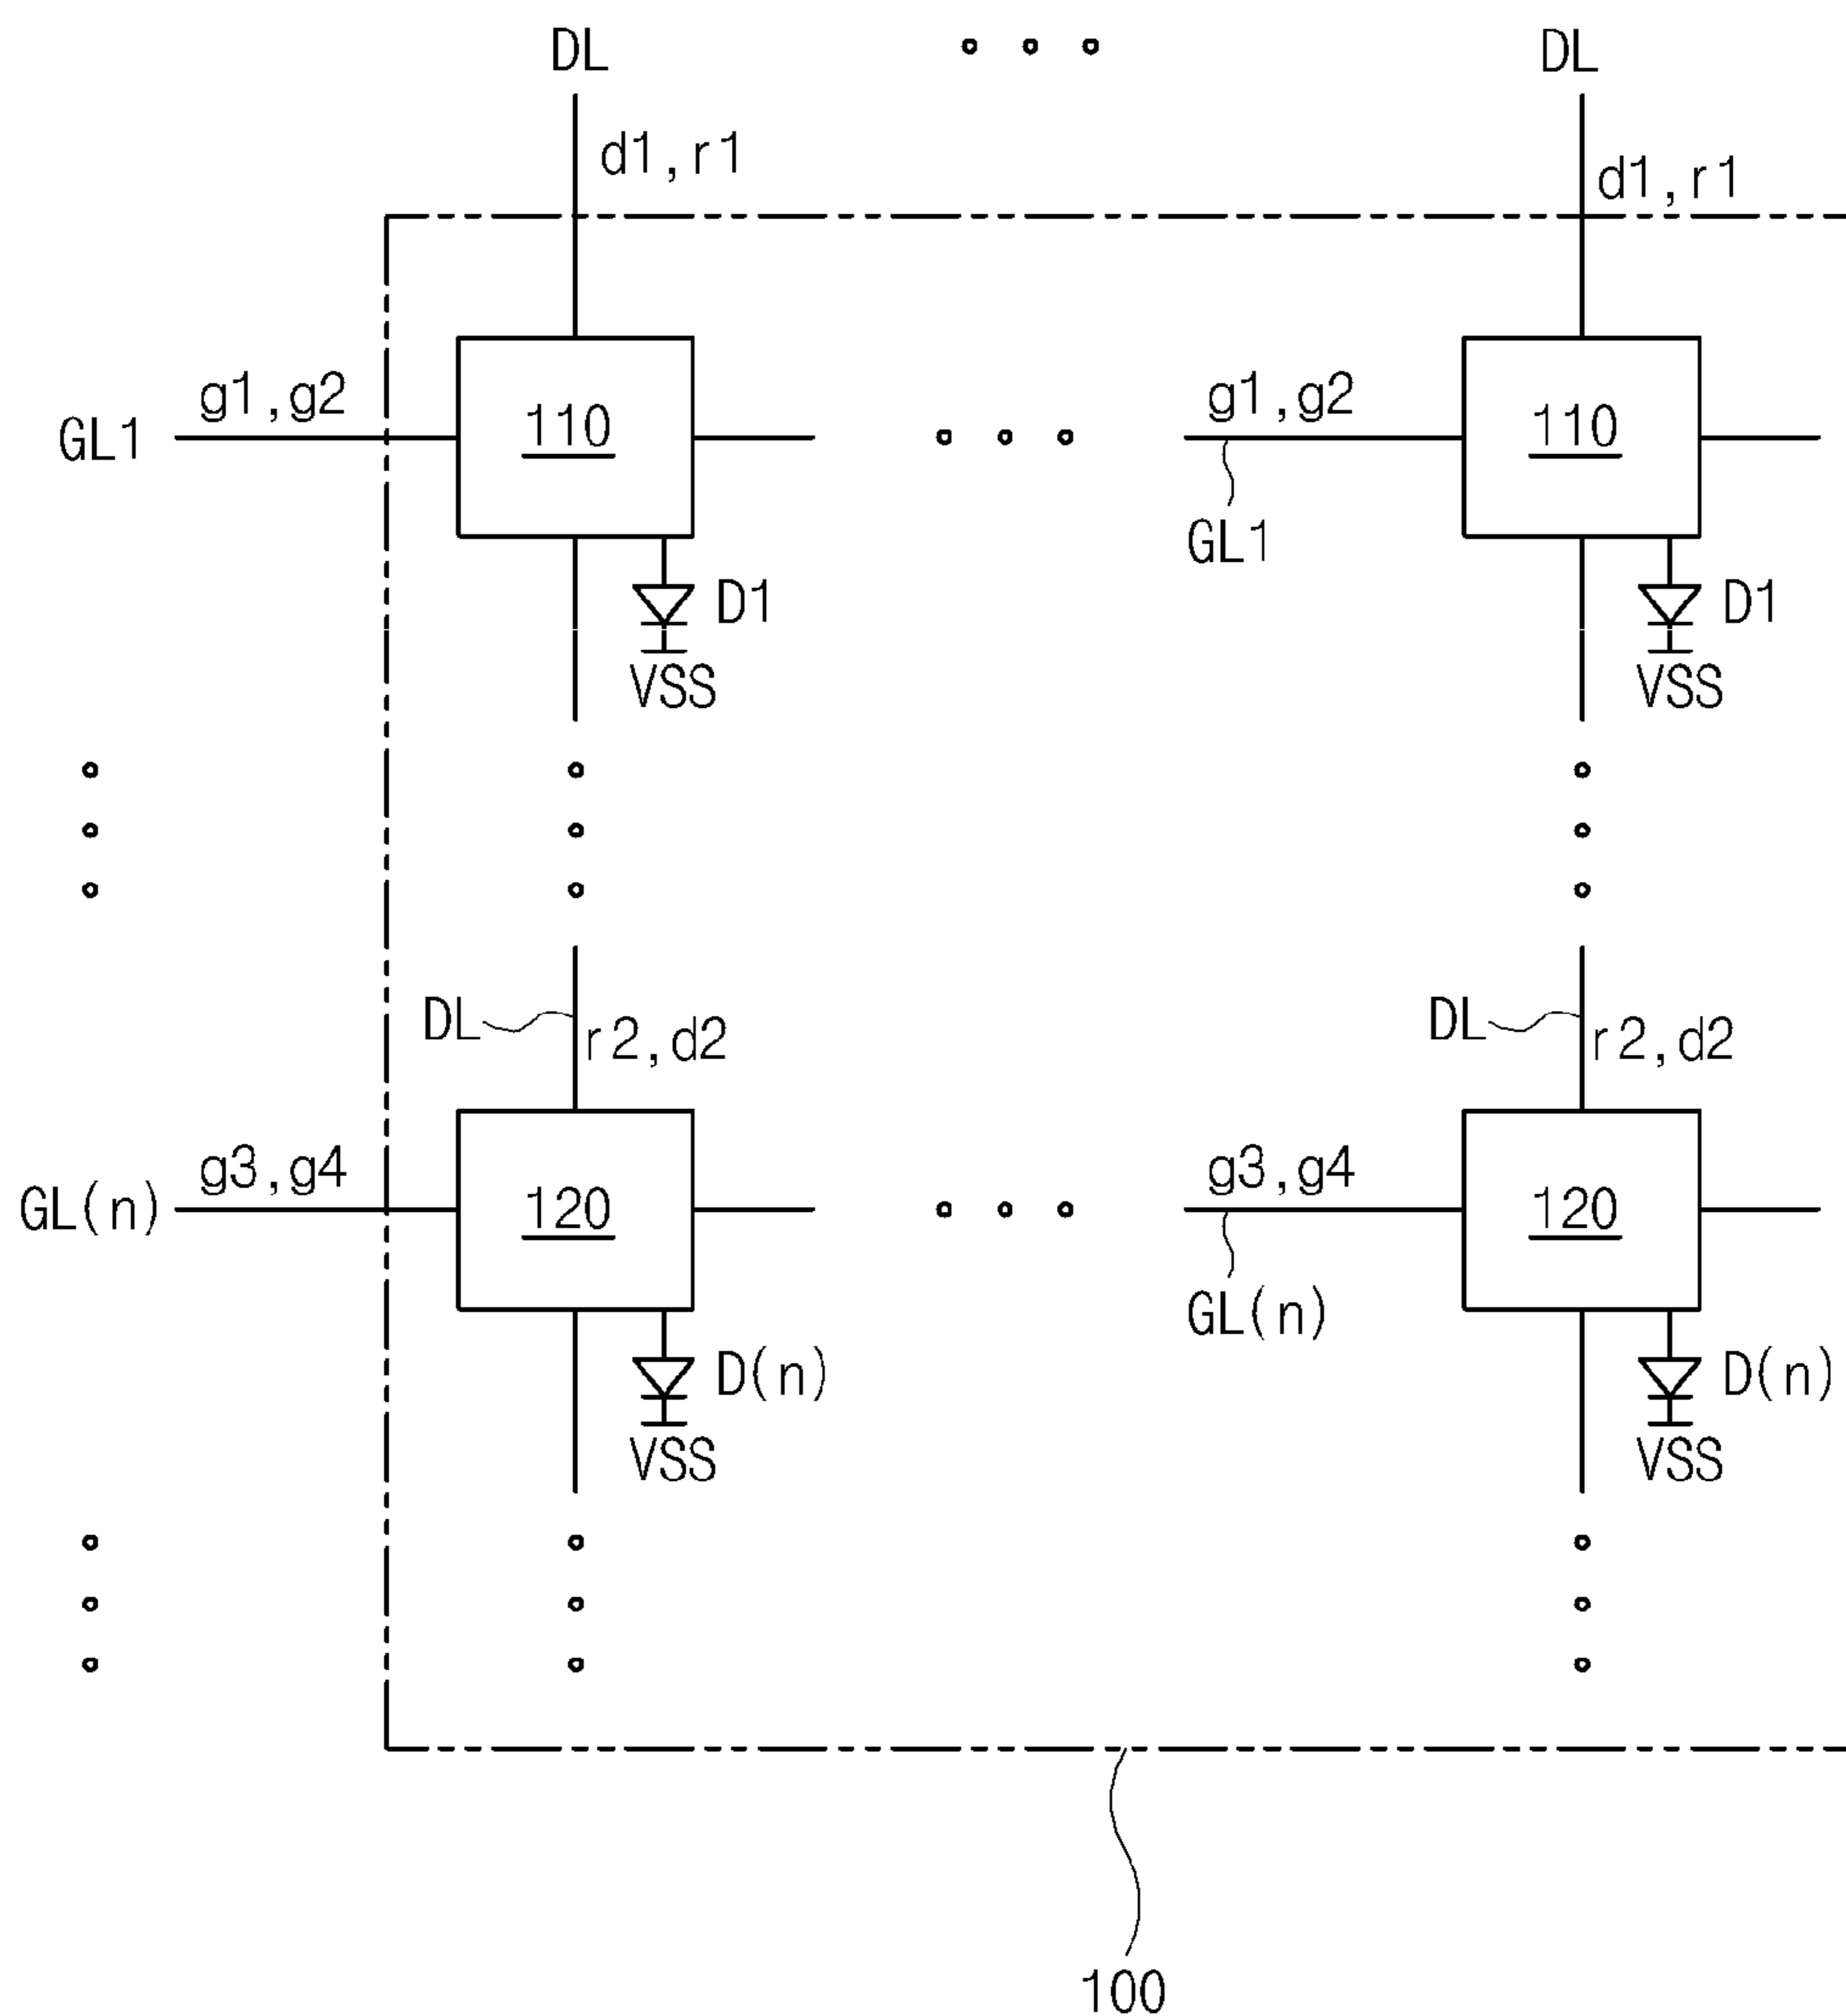 DL DL
d1,r1 d1,r1
g1,g2 g1,g2
GL1 110 110
GL1
D1 D1
VSS VSS
DL DL
r2,d2 r2,d2
g3,g4 g3,g4
GL(n) 120 120
GL(n)
D(n) D(n)
VSS VSS
100